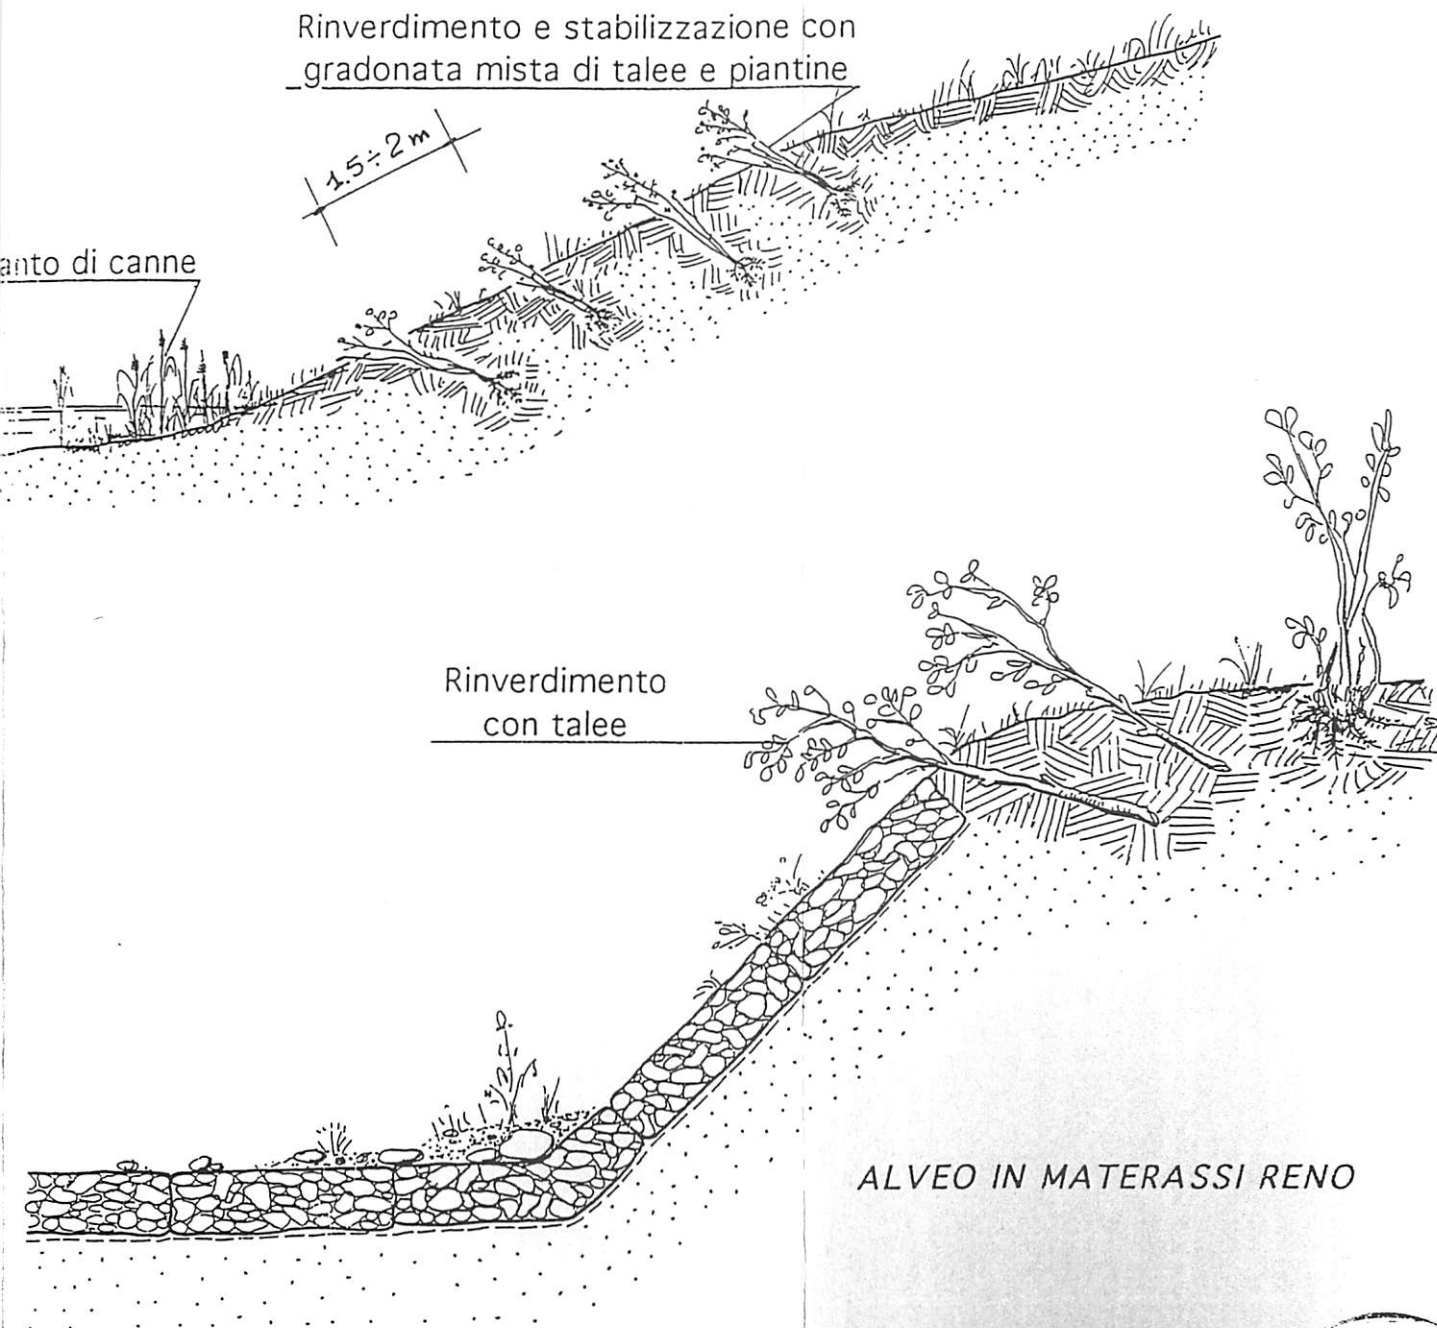 Rinverdimento e stabilizzazione con
gradonata mista di talee e piantine
1.5÷2 m
anto di canne
Rinverdimento
con talee
ALVEO IN MATERASSI RENO